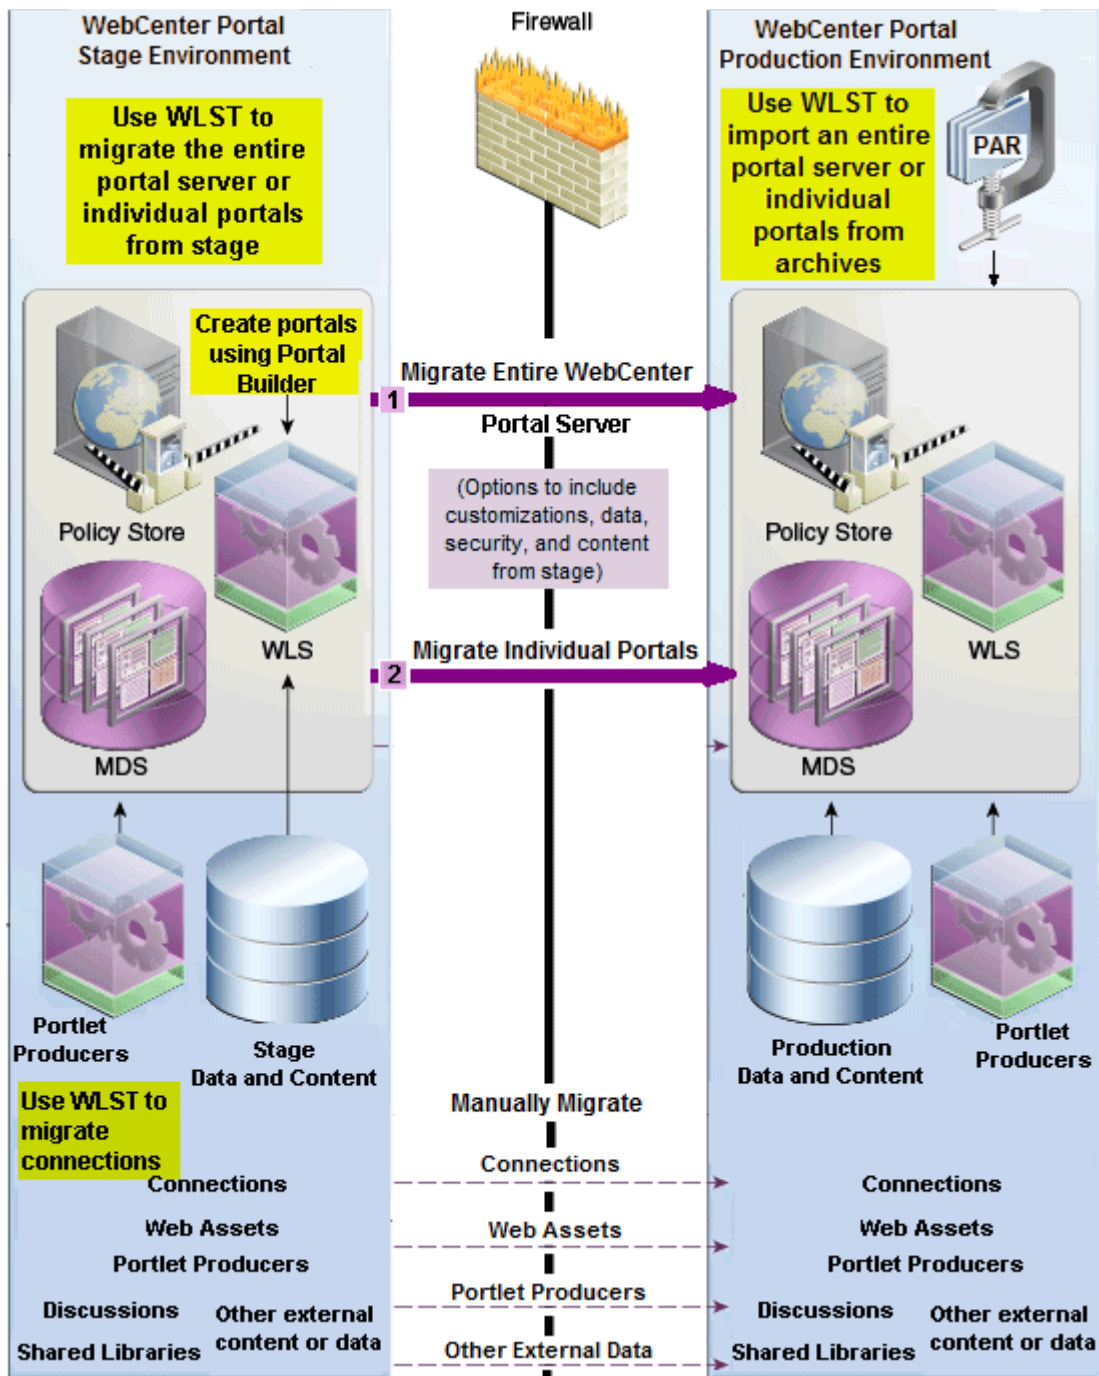 WebCenter Portal
Stage Environment
Use WLST to
migrate the entire
portal server or
individual portals
from stage
Create portals
using Portal
Builder
Policy Store
WLS
MDS
Portlet
Producers
Stage
Data and Content
Use WLST to
migrate
connections
Connections
Web Assets
Portlet Producers
Discussions
Other external
content or data
Shared Libraries
Firewall
1
Migrate Entire WebCenter
Portal Server
(Options to include
customizations, data,
security, and content
from stage)
2
Migrate Individual Portals
Manually Migrate
Connections
Web Assets
Portlet Producers
Other External Data
WebCenter Portal
Production Environment
Use WLST to
import an entire
portal server or
individual
portals from
archives
PAR
Policy Store
WLS
MDS
Production
Data and Content
Portlet
Producers
Connections
Web Assets
Portlet Producers
Discussions
Other external
content or data
Shared Libraries